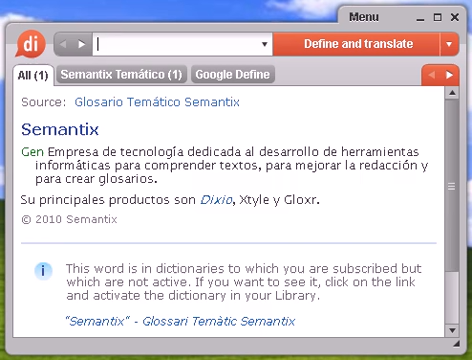 Menu
di
Define and translate
All (1) Semantix Temático (1) Google Define
Source: Glosario Temático Semantix
Semantix
Gen Empresa de tecnología dedicada al desarrollo de herramientas
informáticas para comprender textos, para mejorar la redacción y
para crear glosarios.
Su principales productos son Dixio, Xtyle y Gloxr.
© 2010 Semantix
i
This word is in dictionaries to which you are subscribed but
which are not active. If you want to see it, click on the link
and activate the dictionary in your Library.
"Semantix" - Glossari Temàtic Semantix